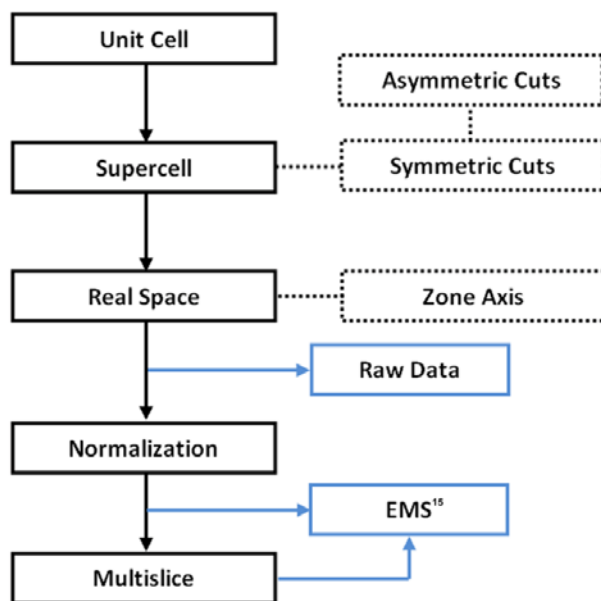 Unit Cell
Asymmetric Cuts
Supercell
Symmetric Cuts
Real Space
Zone Axis
Raw Data
Normalization
EMS¹⁵
Multislice